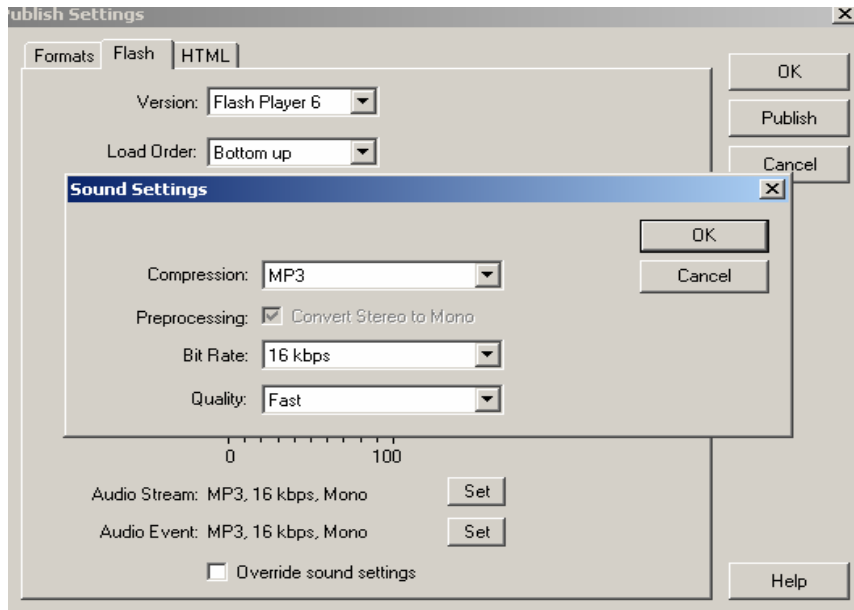 Publish Settings
Formats Flash HTML
OK
Version: Flash Player 6
Publish
Load Order: Bottom up
Cancel
Sound Settings
OK
Compression: MP3
Cancel
Preprocessing: Convert Stereo to Mono
Bit Rate: 16 kbps
Quality: Fast
0 100
Audio Stream: MP3, 16 kbps, Mono Set
Audio Event: MP3, 16 kbps, Mono Set
Override sound settings
Help